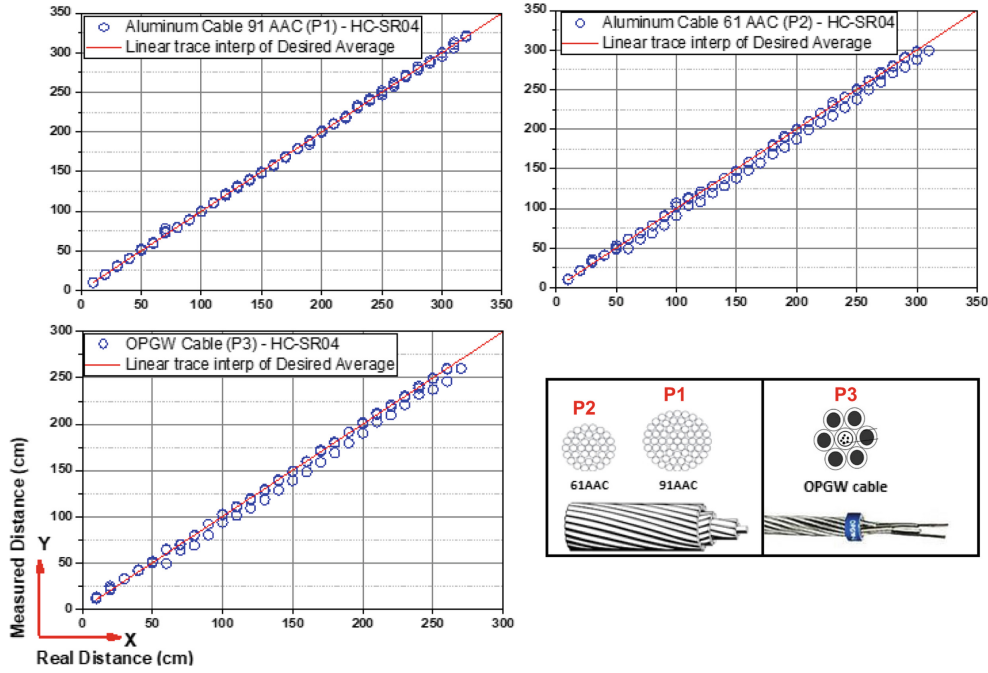 Aluminum Cable 91 AAC (P1) - HC-SR04
Linear trace interp of Desired Average
350
300
250
200
150
100
50
0
0 50 100 150 200 250 300 350
Aluminum Cable 61 AAC (P2) - HC-SR04
Linear trace interp of Desired Average
350
300
250
200
150
100
50
0
0 50 100 150 200 250 300 350
OPGW Cable (P3) - HC-SR04
Linear trace interp of Desired Average
300
250
200
150
100
50
0
0 50 100 150 200 250 300
Measured Distance (cm)
Y
X
Real Distance (cm)
P2
P1
61AAC
91AAC
P3
OPGW cable